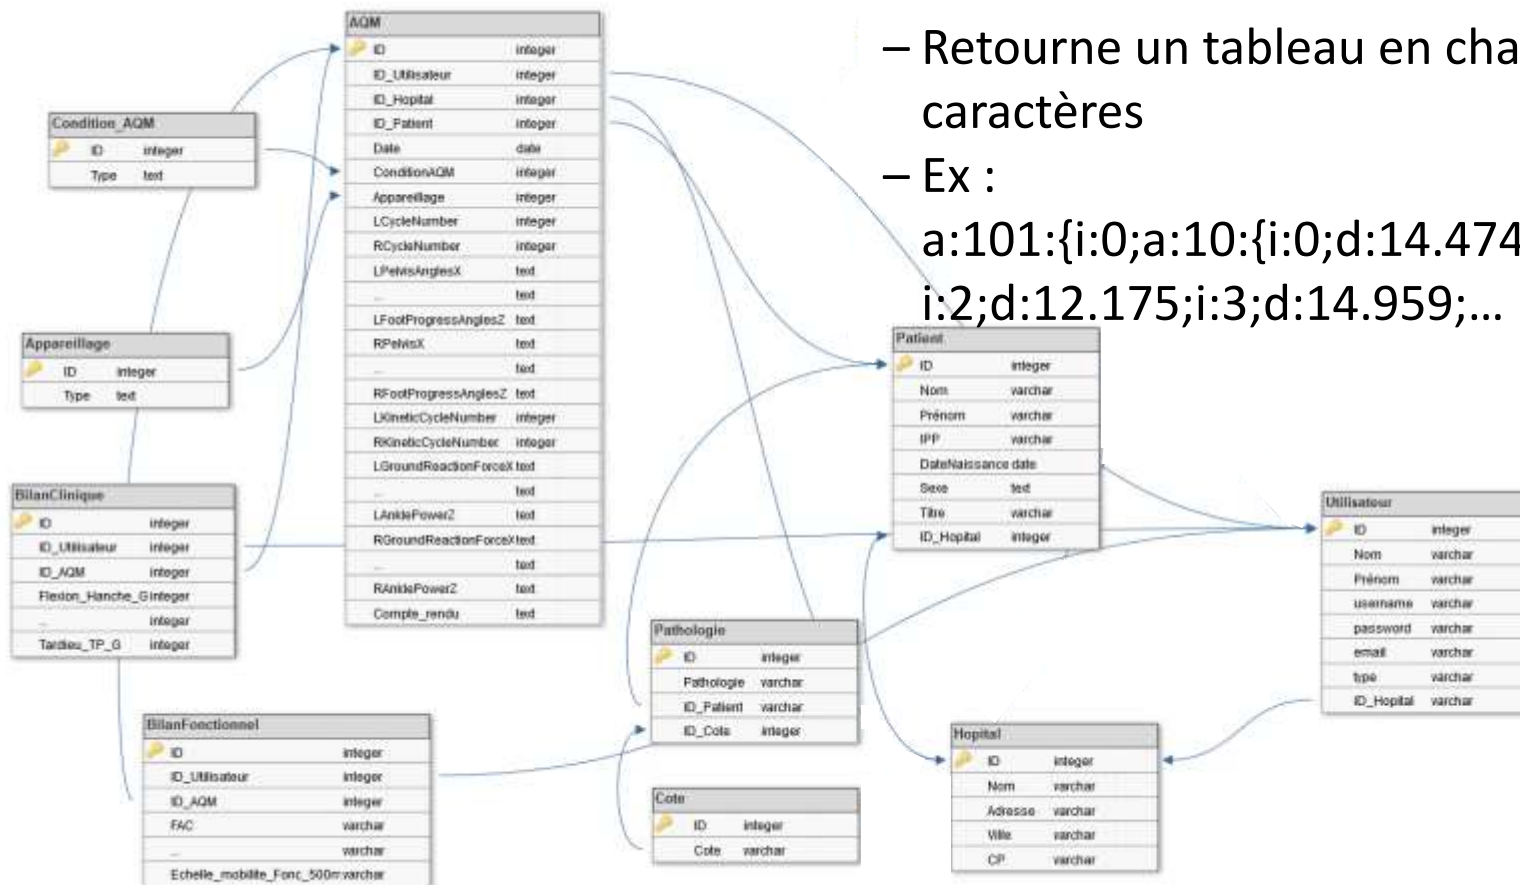 – Retourne un tableau en cha
caractères
– Ex :
a:101:{i:0;a:10:{i:0;d:14.474
i:2;d:12.175;i:3;d:14.959;...
AQM
ID integer
ID_Utilisateur integer
ID_Hopital integer
ID_Patient integer
Date date
ConditionAQM integer
Appareillage integer
LCycleNumber integer
RCycleNumber integer
LPelvisAnglesX text
... text
LFootProgressAnglesZ text
RPelvisX text
... text
RFootProgressAnglesZ text
LKineticCycleNumber integer
RKineticCycleNumber integer
LGroundReactionForceX text
... text
LAnklePowerZ text
RGroundReactionForceX text
... text
RAnklePowerZ text
Compte_rendu text
Condition_AQM
ID integer
Type text
Appareillage
ID integer
Type text
BilanClinique
ID integer
ID_Utilisateur integer
ID_AQM integer
Flexion_Hanche_G integer
... integer
Tardieu_TP_G integer
BilanFonctionnel
ID integer
ID_Utilisateur integer
ID_AQM integer
FAC varchar
... varchar
Echelle_mobilite_Fonc_500m varchar
Patient
ID integer
Nom varchar
Prénom varchar
IPP varchar
DateNaissance date
Sexe text
Titre varchar
ID_Hopital integer
Pathologie
ID integer
Pathologie varchar
ID_Patient varchar
ID_Cote integer
Cote
ID integer
Cote varchar
Hopital
ID integer
Nom varchar
Adresse varchar
Ville varchar
CP varchar
Utilisateur
ID integer
Nom varchar
Prénom varchar
username varchar
password varchar
email varchar
type varchar
ID_Hopital varchar